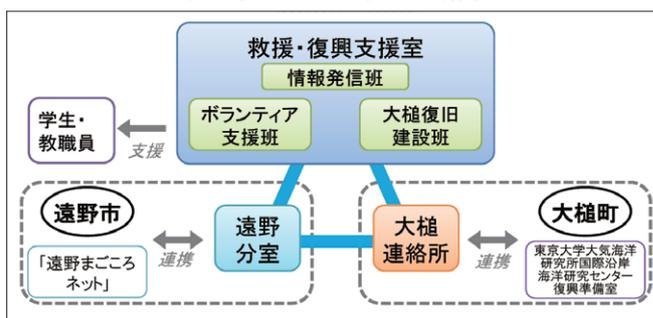 救援・復興支援室
情報発信班
ボランティア
支援班
大槌復旧
建設班
学生・
教職員
支援
遠野市
遠野
分室
大槌
連絡所
大槌町
「遠野まごころ
ネット」
連携
連携
東京大学大気海洋
研究所国際沿岸
海洋研究センター
復興準備室